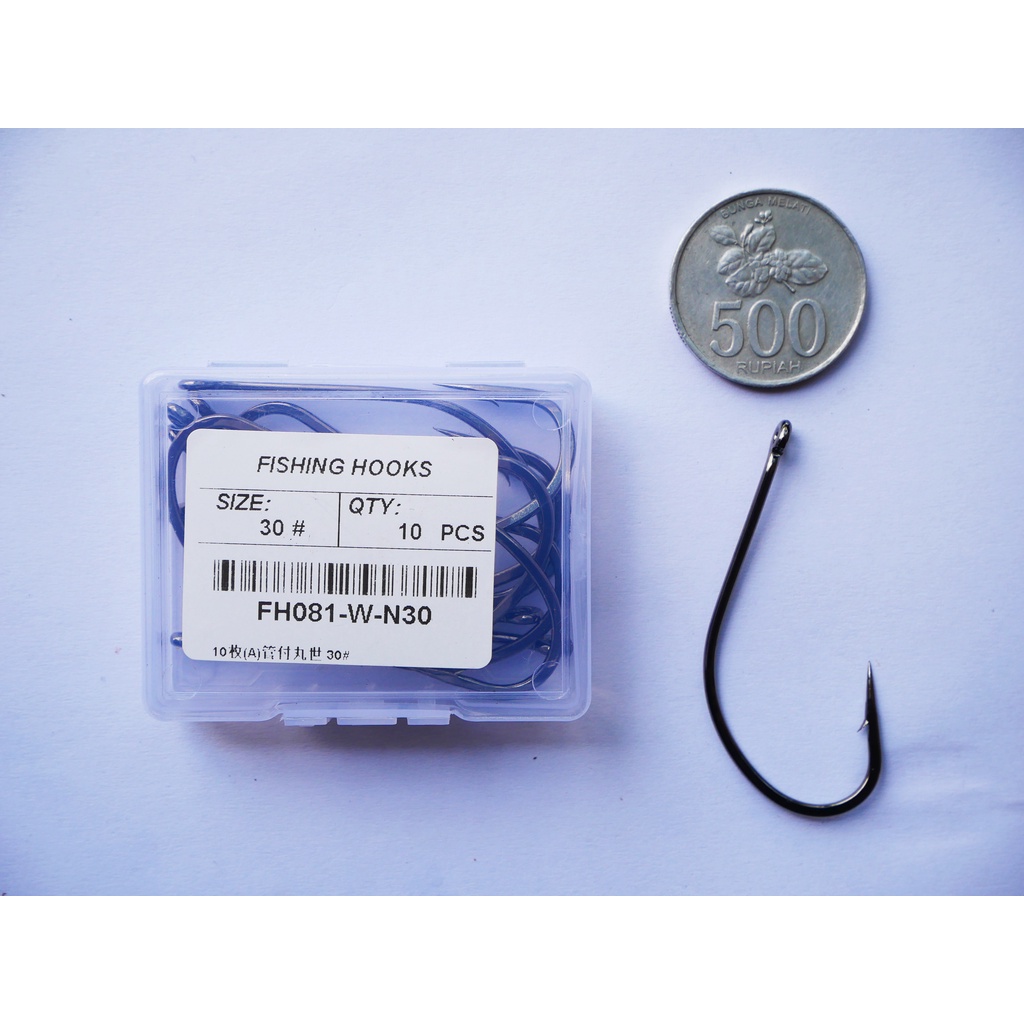 BUNGA MELATI
500
RUPIAH
FISHING HOOKS
SIZE: QTY:
30 # 10 PCS
FH081-W-N30
10枚(A)管付丸世 30#